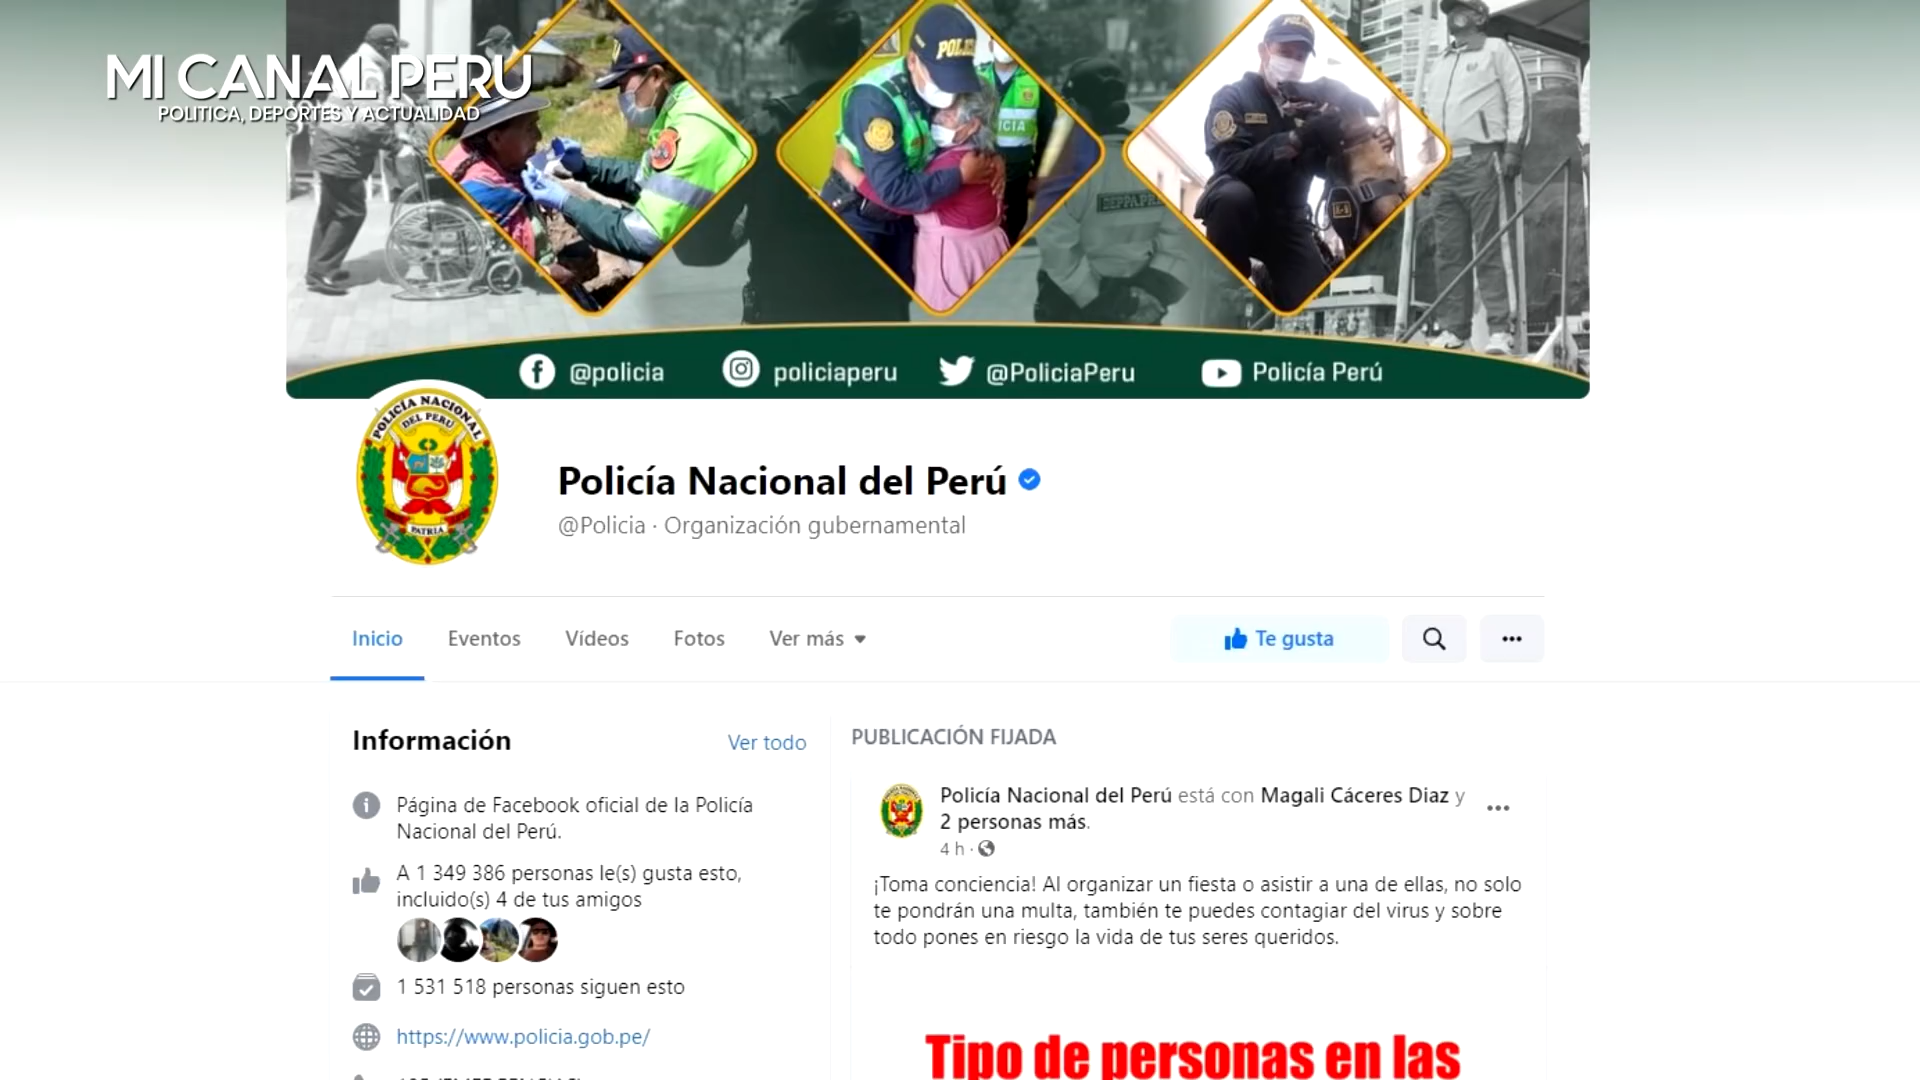 MI CANAL PERU
POLITICA, DEPORTES Y ACTUALIDAD
POLI
ICIA
DEPPAPR
@policia
policiaperu
@PoliciaPeru
Policía Perú
POLICÍA NACIONAL
DEL PERÚ
PATRIA
Policía Nacional del Perú
@Policia · Organización gubernamental
Inicio
Eventos
Vídeos
Fotos
Ver más
Te gusta
Información
Ver todo
Página de Facebook oficial de la Policía
Nacional del Perú.
A 1 349 386 personas le(s) gusta esto,
incluido(s) 4 de tus amigos
1 531 518 personas siguen esto
https://www.policia.gob.pe/
PUBLICACIÓN FIJADA
Policía Nacional del Perú está con Magali Cáceres Diaz y
2 personas más.
4 h ·
¡Toma conciencia! Al organizar un fiesta o asistir a una de ellas, no solo
te pondrán una multa, también te puedes contagiar del virus y sobre
todo pones en riesgo la vida de tus seres queridos.
Tipo de personas en las